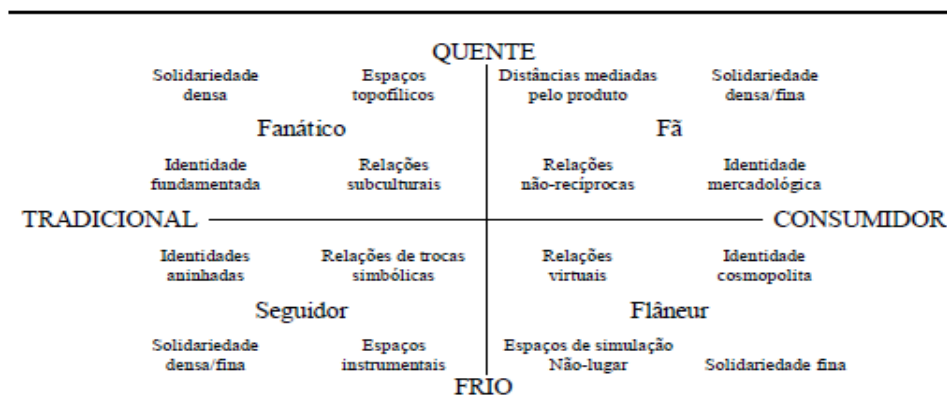 QUENTE
Solidariedade Espaços Distâncias mediadas Solidariedade
densa topofílicos pelo produto densa/fina
Fanático Fã
Identidade Relações Relações Identidade
fundamentada subculturais não-recíprocas mercadológica
TRADICIONAL CONSUMIDOR
Identidades Relações de trocas Relações Identidade
aninhadas simbólicas virtuais cosmopolita
Seguidor Flâneur
Solidariedade Espaços Espaços de simulação
densa/fina instrumentais Não-lugar Solidariedade fina
FRIO